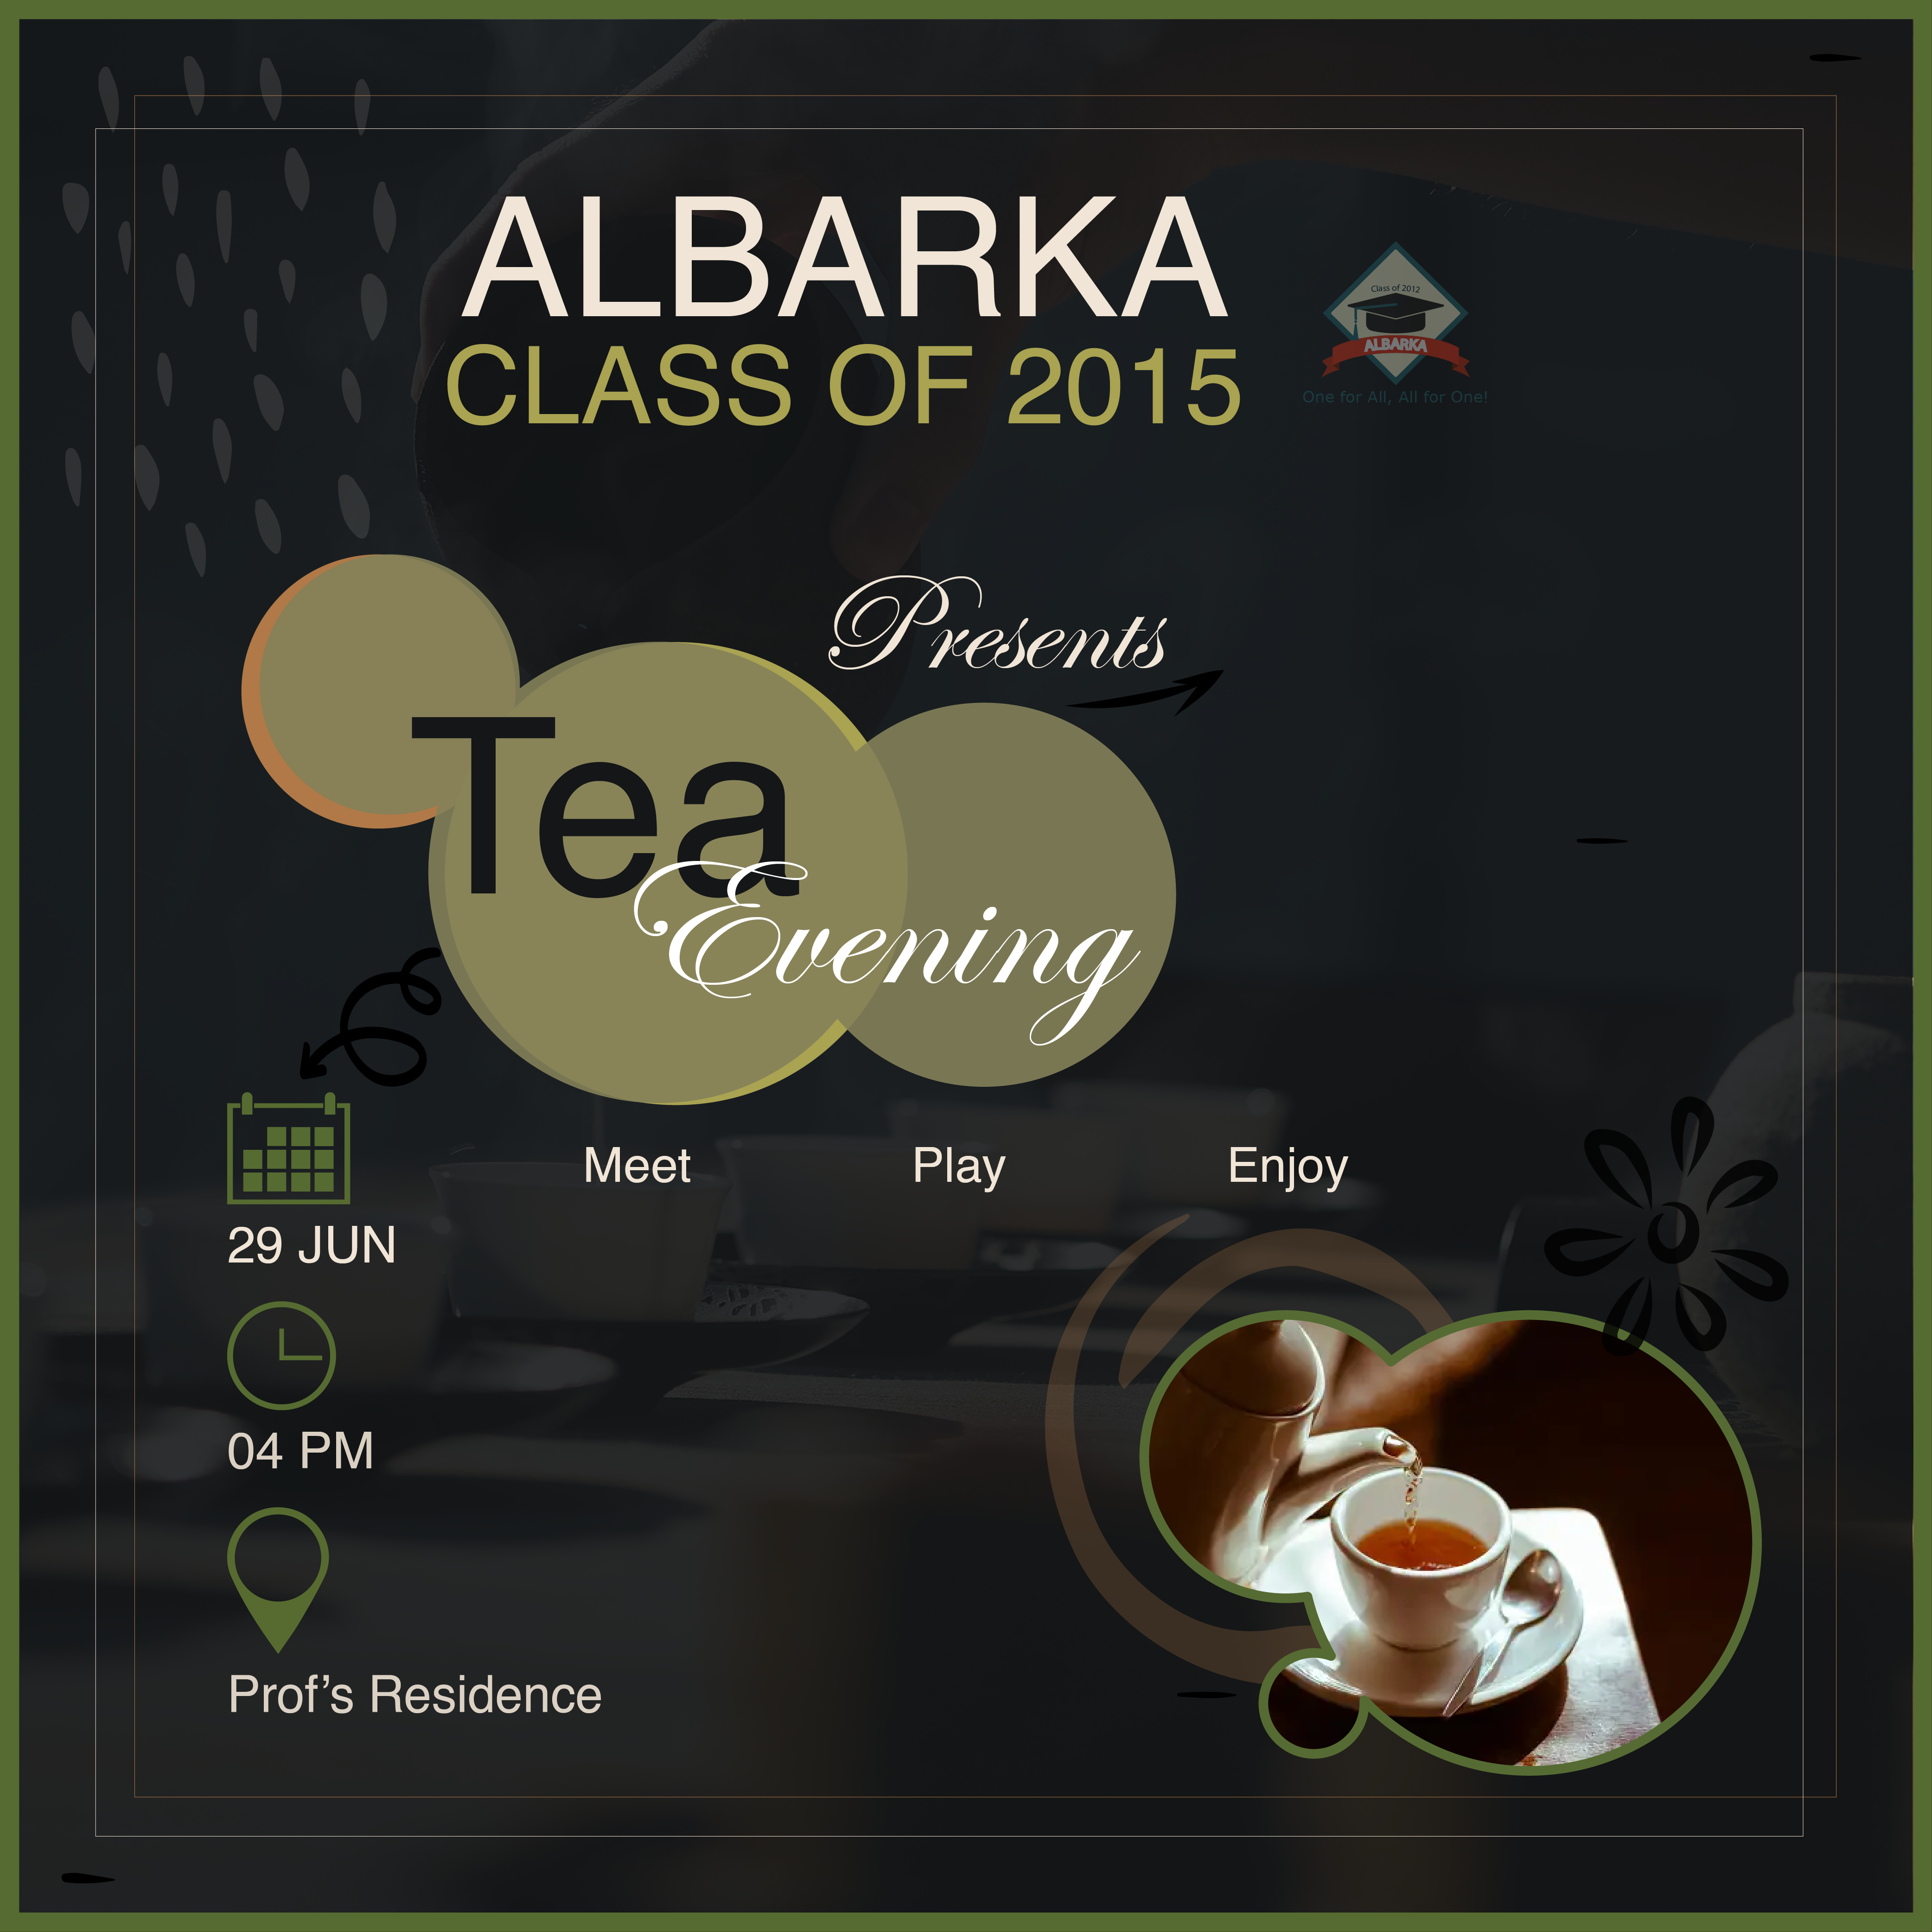 ALBARKA
CLASS OF 2015
Class of 2012
ALBARKA
One for All, All for One!
Presents
Tea
Evening
Meet
Play
Enjoy
29 JUN
04 PM
Prof’s Residence